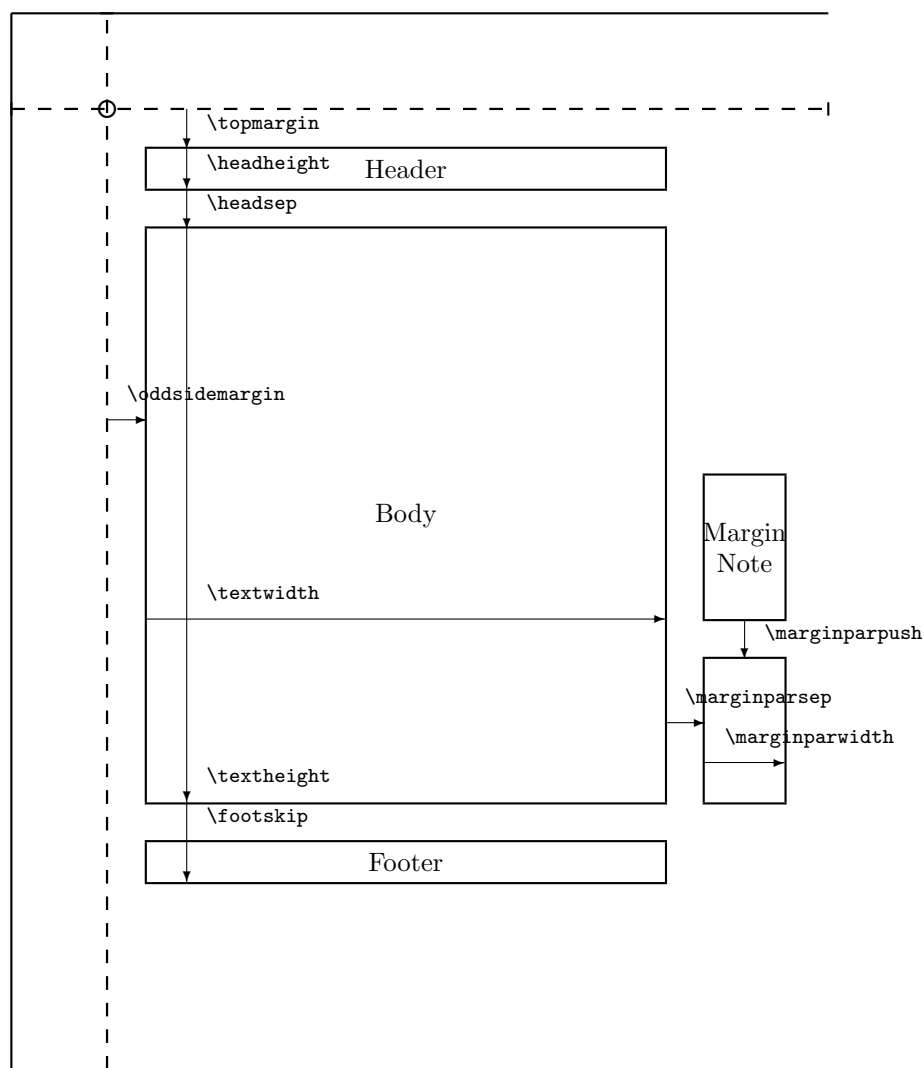 \topmargin
\headheight
Header
\headsep
\oddsidemargin
Body
Margin
Note
\textwidth
\marginparpush
\marginparsep
\marginparwidth
\textheight
\footskip
Footer